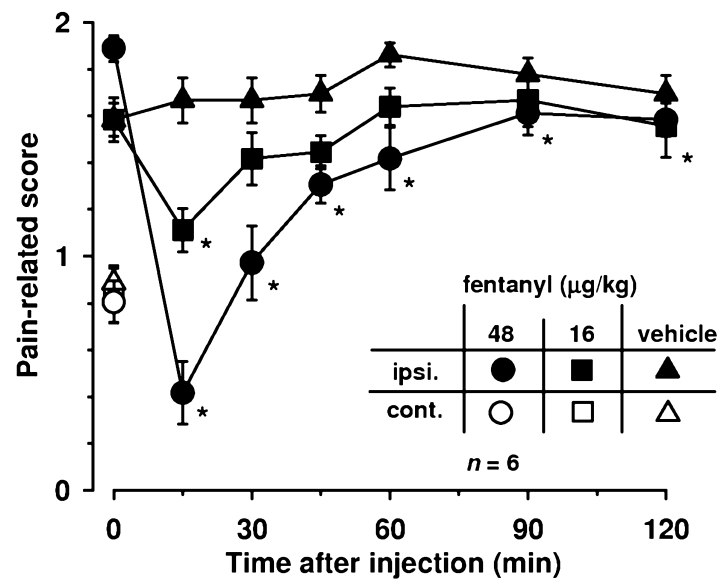 2
1
0
Pain-related score
*
*
*
*
*
*
*
fentanyl (µg/kg)
48 16 vehicle
ipsi.
cont.
n = 6
0 30 60 90 120
Time after injection (min)